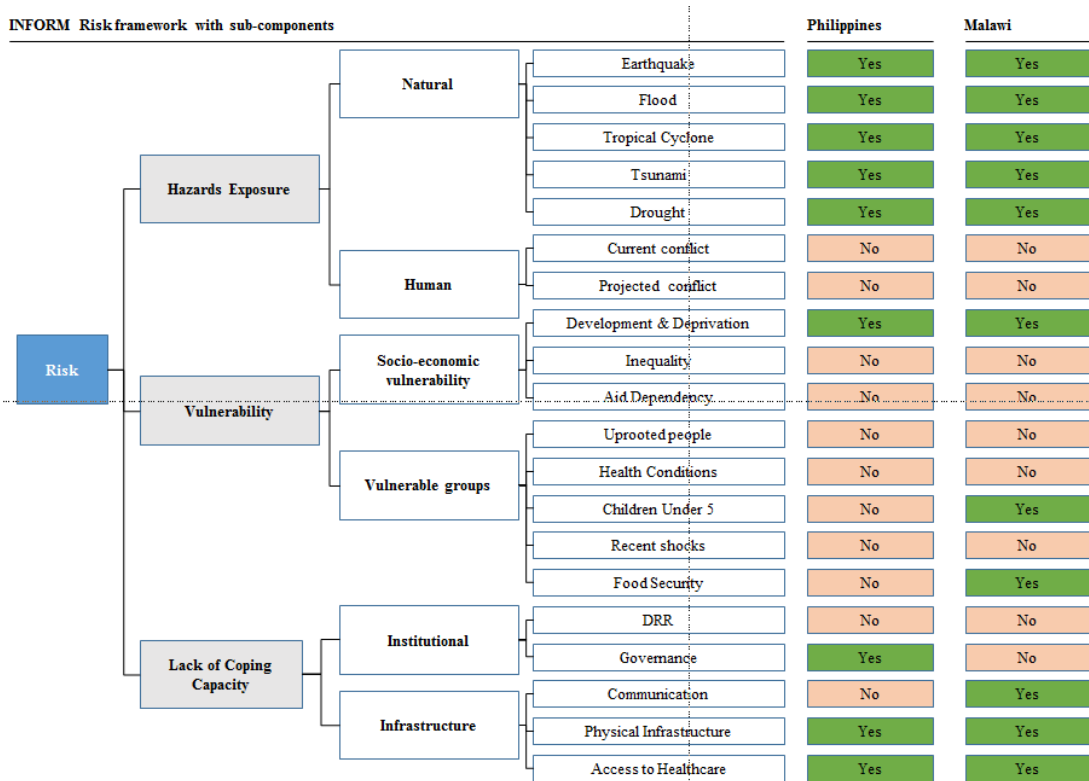 INFORM Risk framework with sub-components Philippines Malawi
Earthquake Yes Yes
Natural
Flood Yes Yes
Tropical Cyclone Yes Yes
Hazards Exposure
Tsunami Yes Yes
Drought Yes Yes
Current conflict No No
Human
Projected conflict No No
Development & Deprivation Yes Yes
Risk
Socio-economic
vulnerability
Inequality No No
Aid Dependency No No
Vulnerability
Uprooted people No No
Health Conditions No No
Vulnerable groups
Children Under 5 No Yes
Recent shocks No No
Food Security No Yes
DRR No No
Institutional
Governance Yes No
Lack of Coping
Capacity
Communication No Yes
Infrastructure
Physical Infrastructure Yes Yes
Access to Healthcare Yes Yes